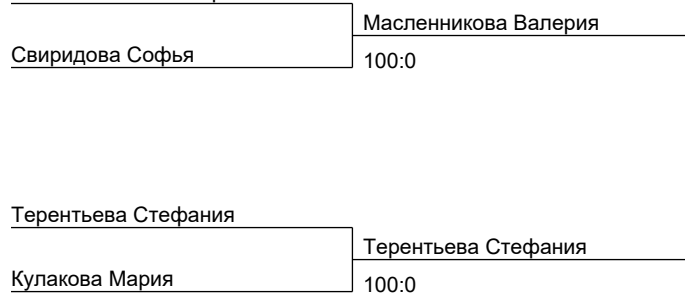 Масленникова Валерия
Свиридова Софья
100:0
Терентьева Стефания
Терентьева Стефания
Кулакова Мария
100:0